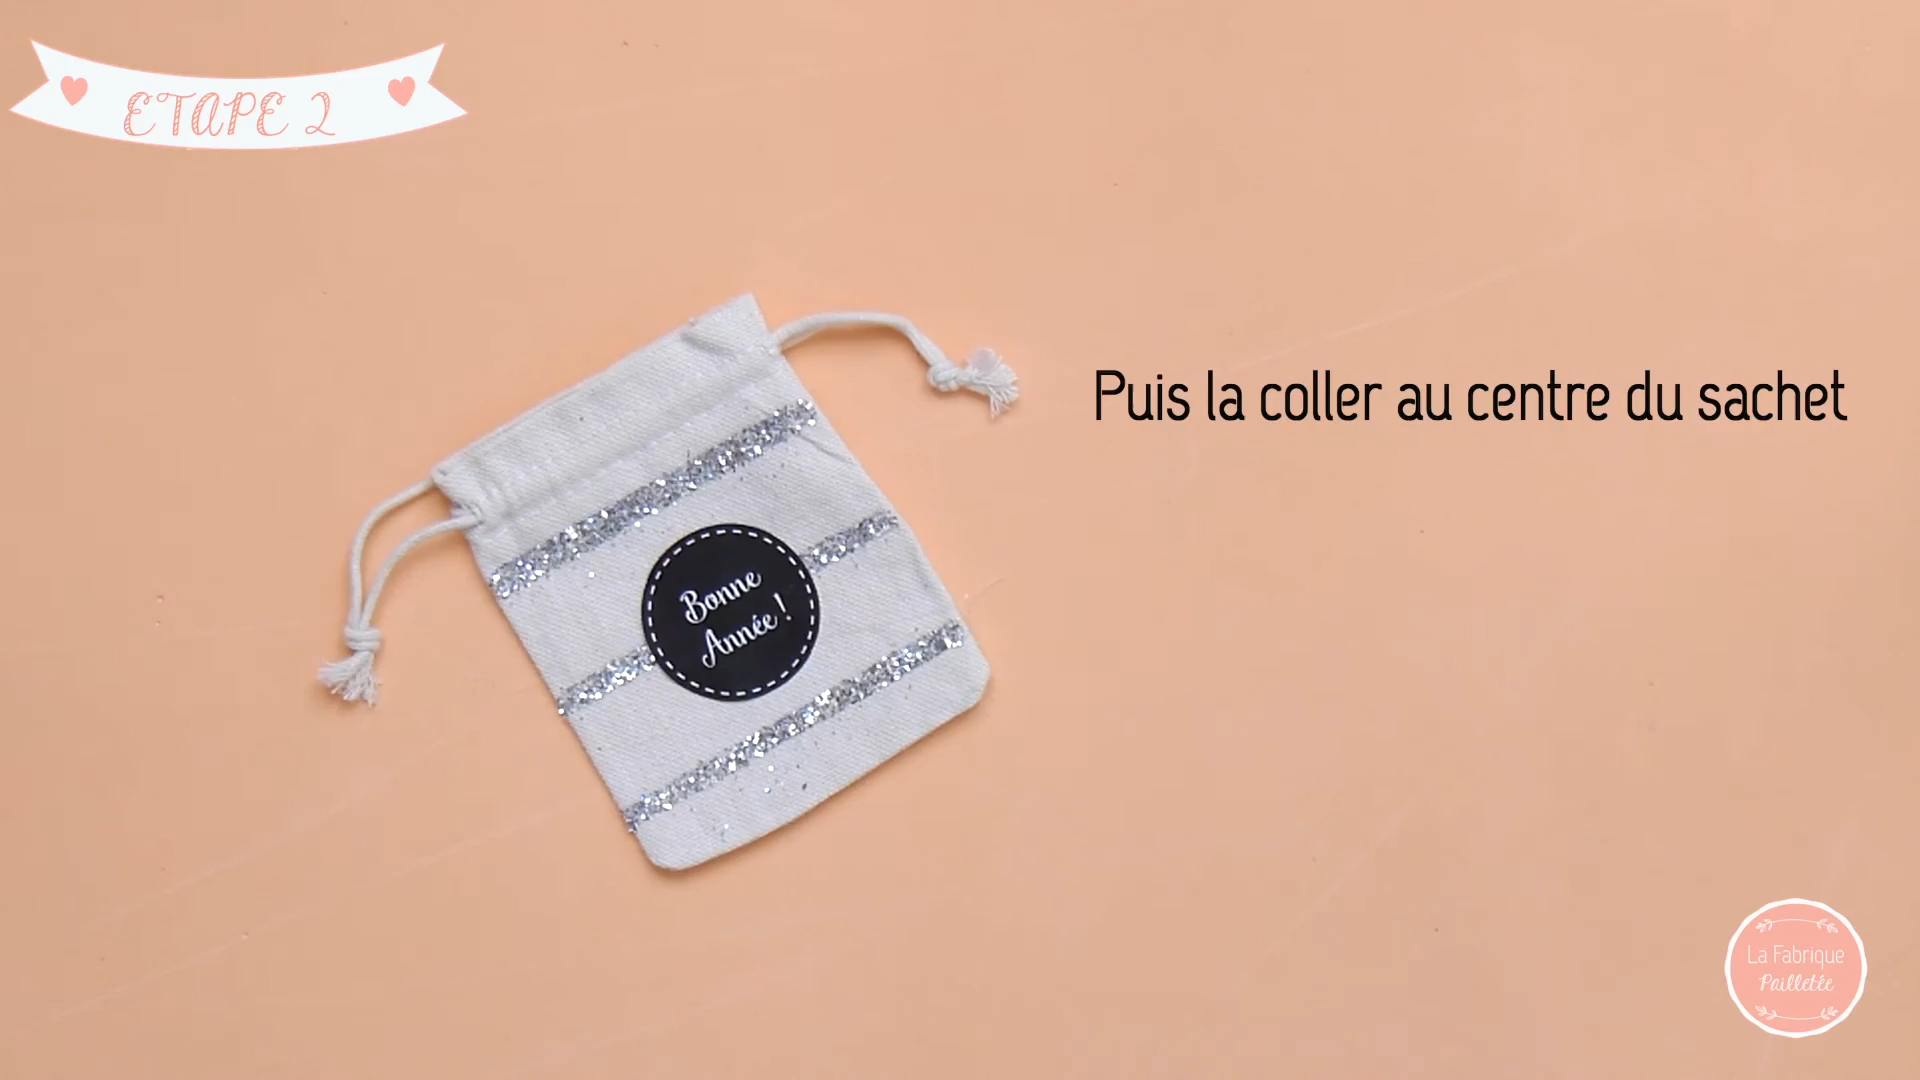 ETAPE 2
Puis la coller au centre du sachet
Bonne
Année !
La Fabrique
Pailletée